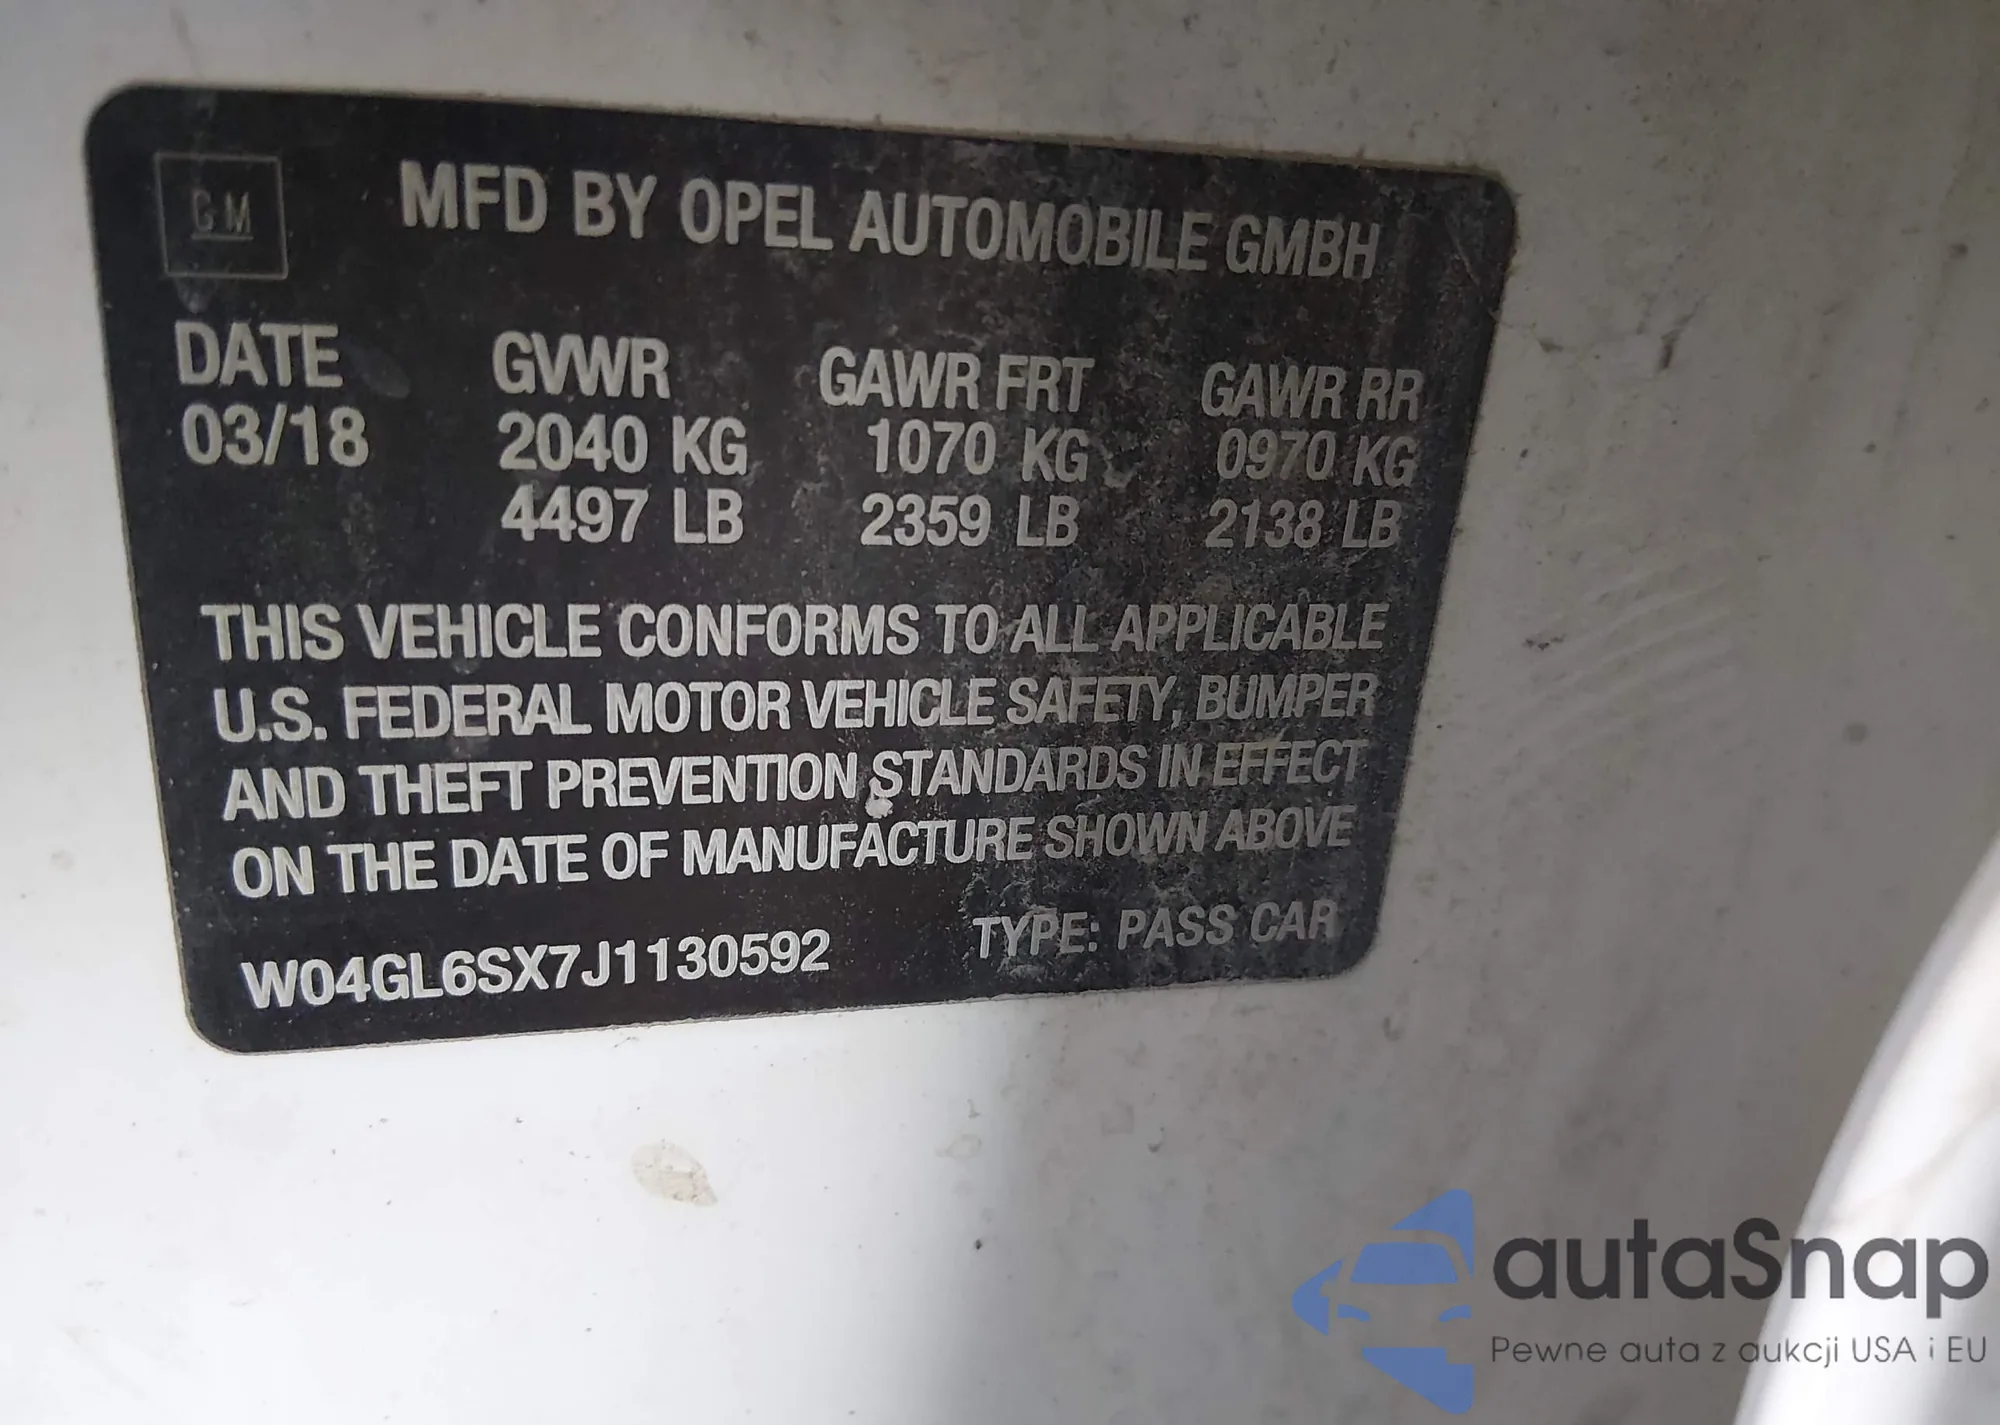 GM
MFD BY OPEL AUTOMOBILE GMBH
DATE GVWR GAWR FRT GAWR RR
03/18 2040 KG 1070 KG 0970 KG
4497 LB 2359 LB 2138 LB
THIS VEHICLE CONFORMS TO ALL APPLICABLE
U.S. FEDERAL MOTOR VEHICLE SAFETY, BUMPER
AND THEFT PREVENTION STANDARDS IN EFFECT
ON THE DATE OF MANUFACTURE SHOWN ABOVE
W04GL6SX7J1130592 TYPE: PASS CAR
autaSnap
Pewne auta z aukcji USA i EU